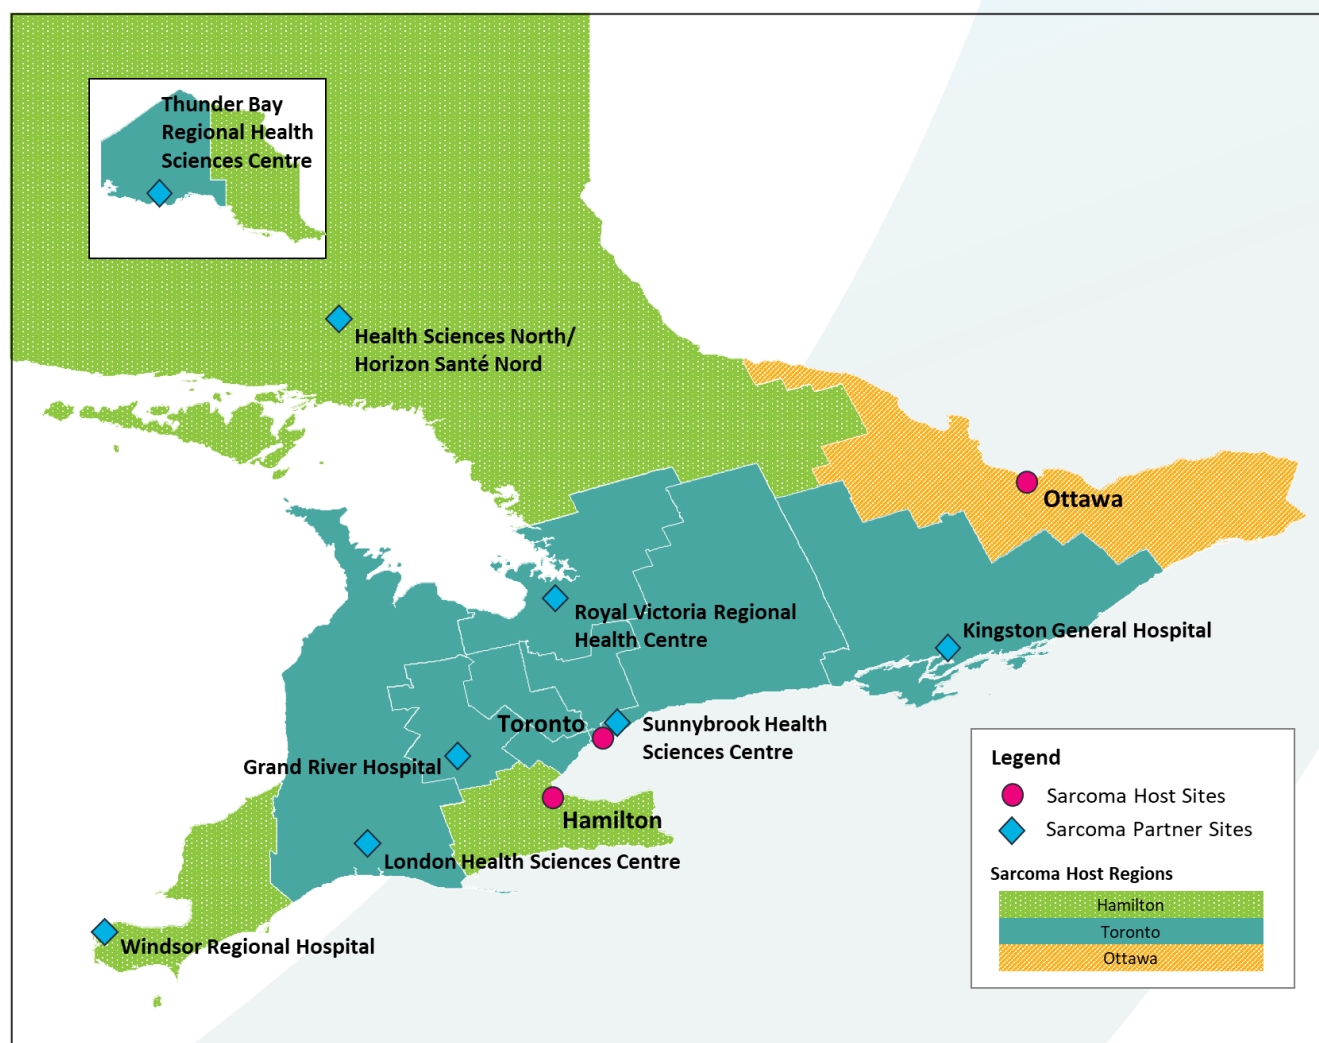 Thunder Bay
Regional Health
Sciences Centre
Health Sciences North/
Horizon Santé Nord
Ottawa
Royal Victoria Regional
Health Centre
Kingston General Hospital
Toronto
Sunnybrook Health
Sciences Centre
Grand River Hospital
Hamilton
London Health Sciences Centre
Windsor Regional Hospital
Legend
Sarcoma Host Sites
Sarcoma Partner Sites
Sarcoma Host Regions
Hamilton
Toronto
Ottawa